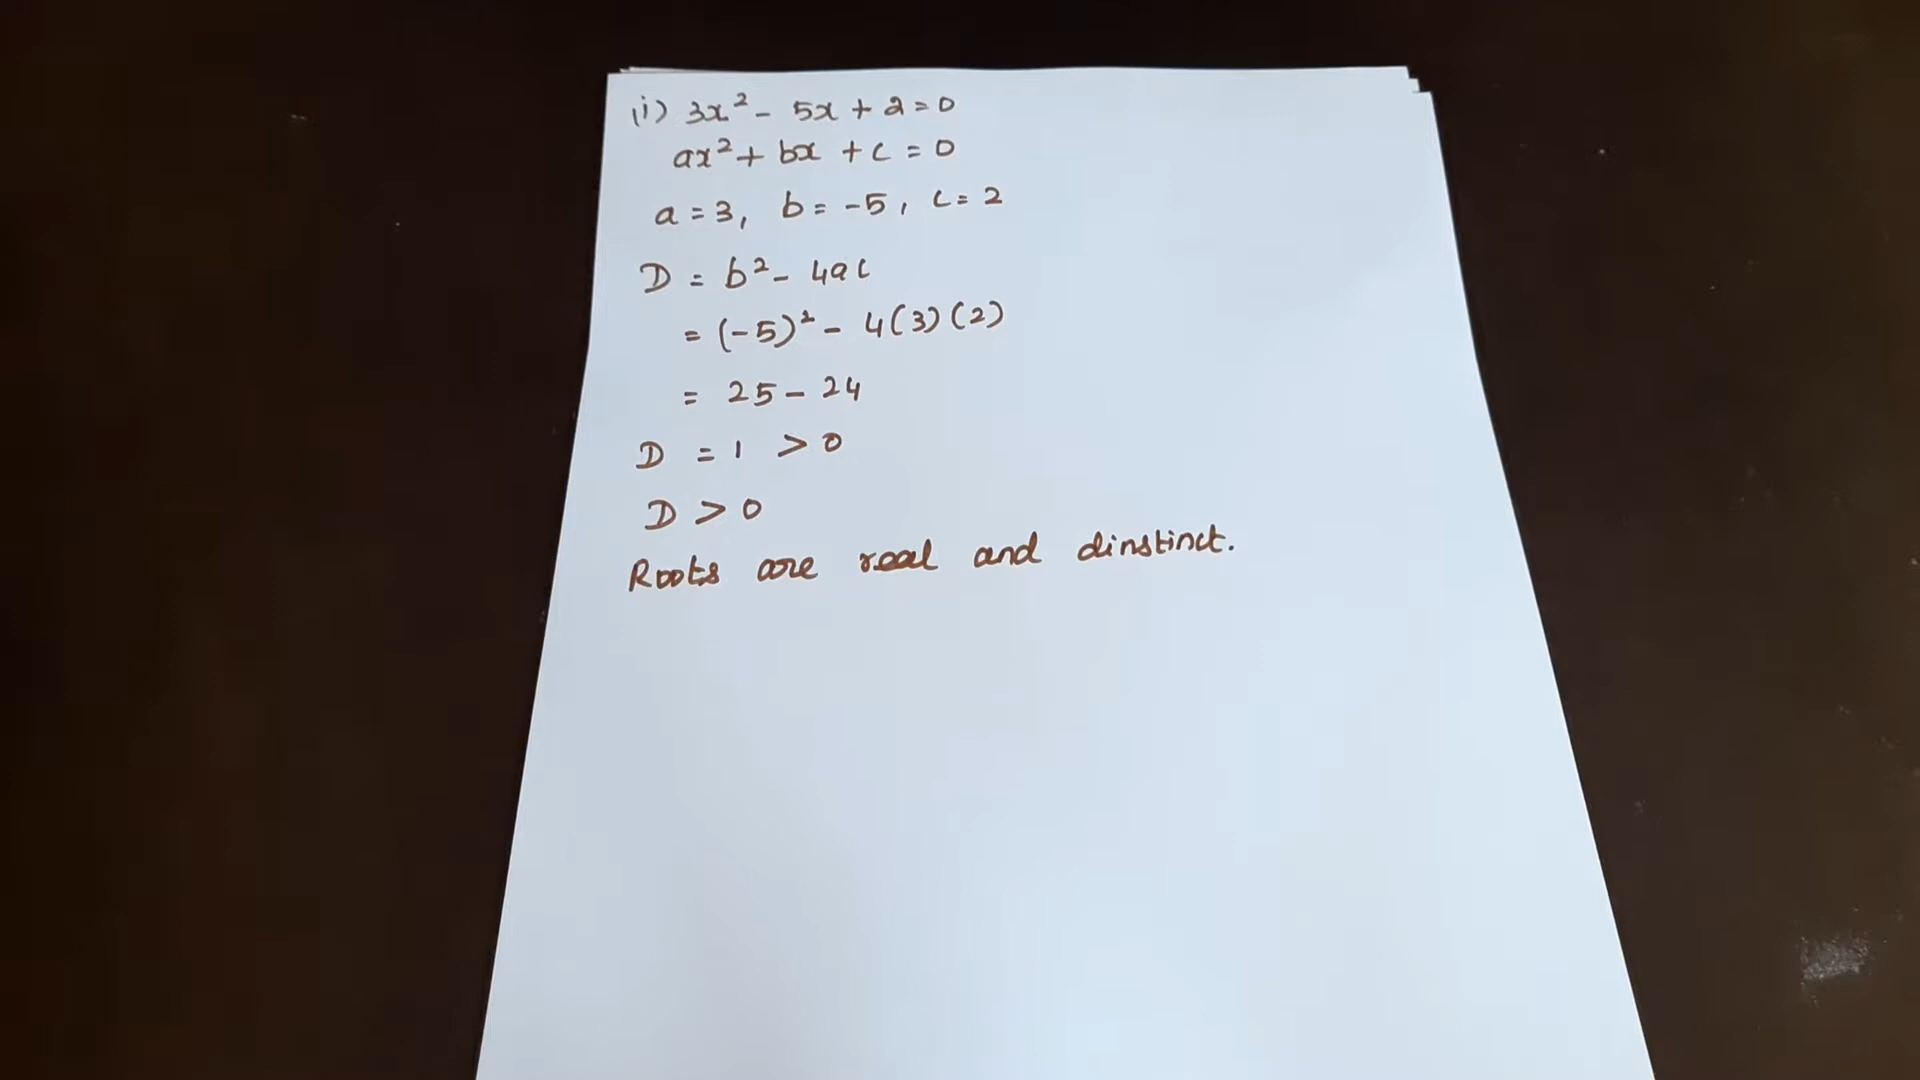 (i) 3x² - 5x + 2 = 0
ax² + bx + c = 0
a = 3, b = -5, c = 2
D = b² - 4ac
= (-5)² - 4(3)(2)
= 25 - 24
D = 1 > 0
D > 0
Roots are real and dinstinct.